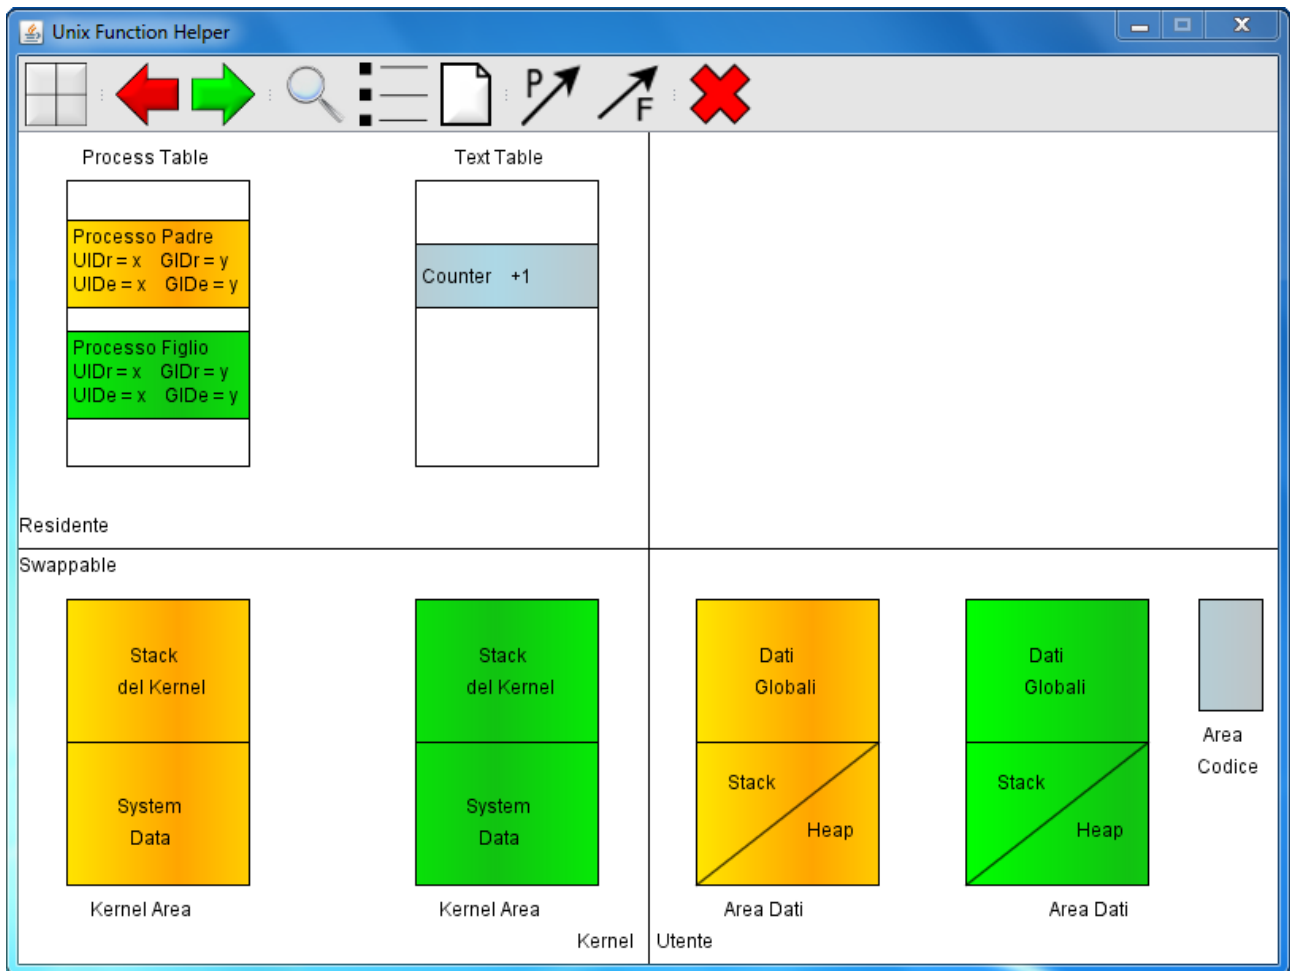 Unix Function Helper
P
F
Process Table
Text Table
Processo Padre
UIDr = x GIDr = y
UIDe = x GIDe = y
Counter +1
Processo Figlio
UIDr = x GIDr = y
UIDe = x GIDe = y
Residente
Swappable
Stack
del Kernel
Stack
del Kernel
Dati
Globali
Dati
Globali
Area
Codice
System
Data
System
Data
Stack
Heap
Stack
Heap
Kernel Area
Kernel Area
Area Dati
Area Dati
Kernel
Utente